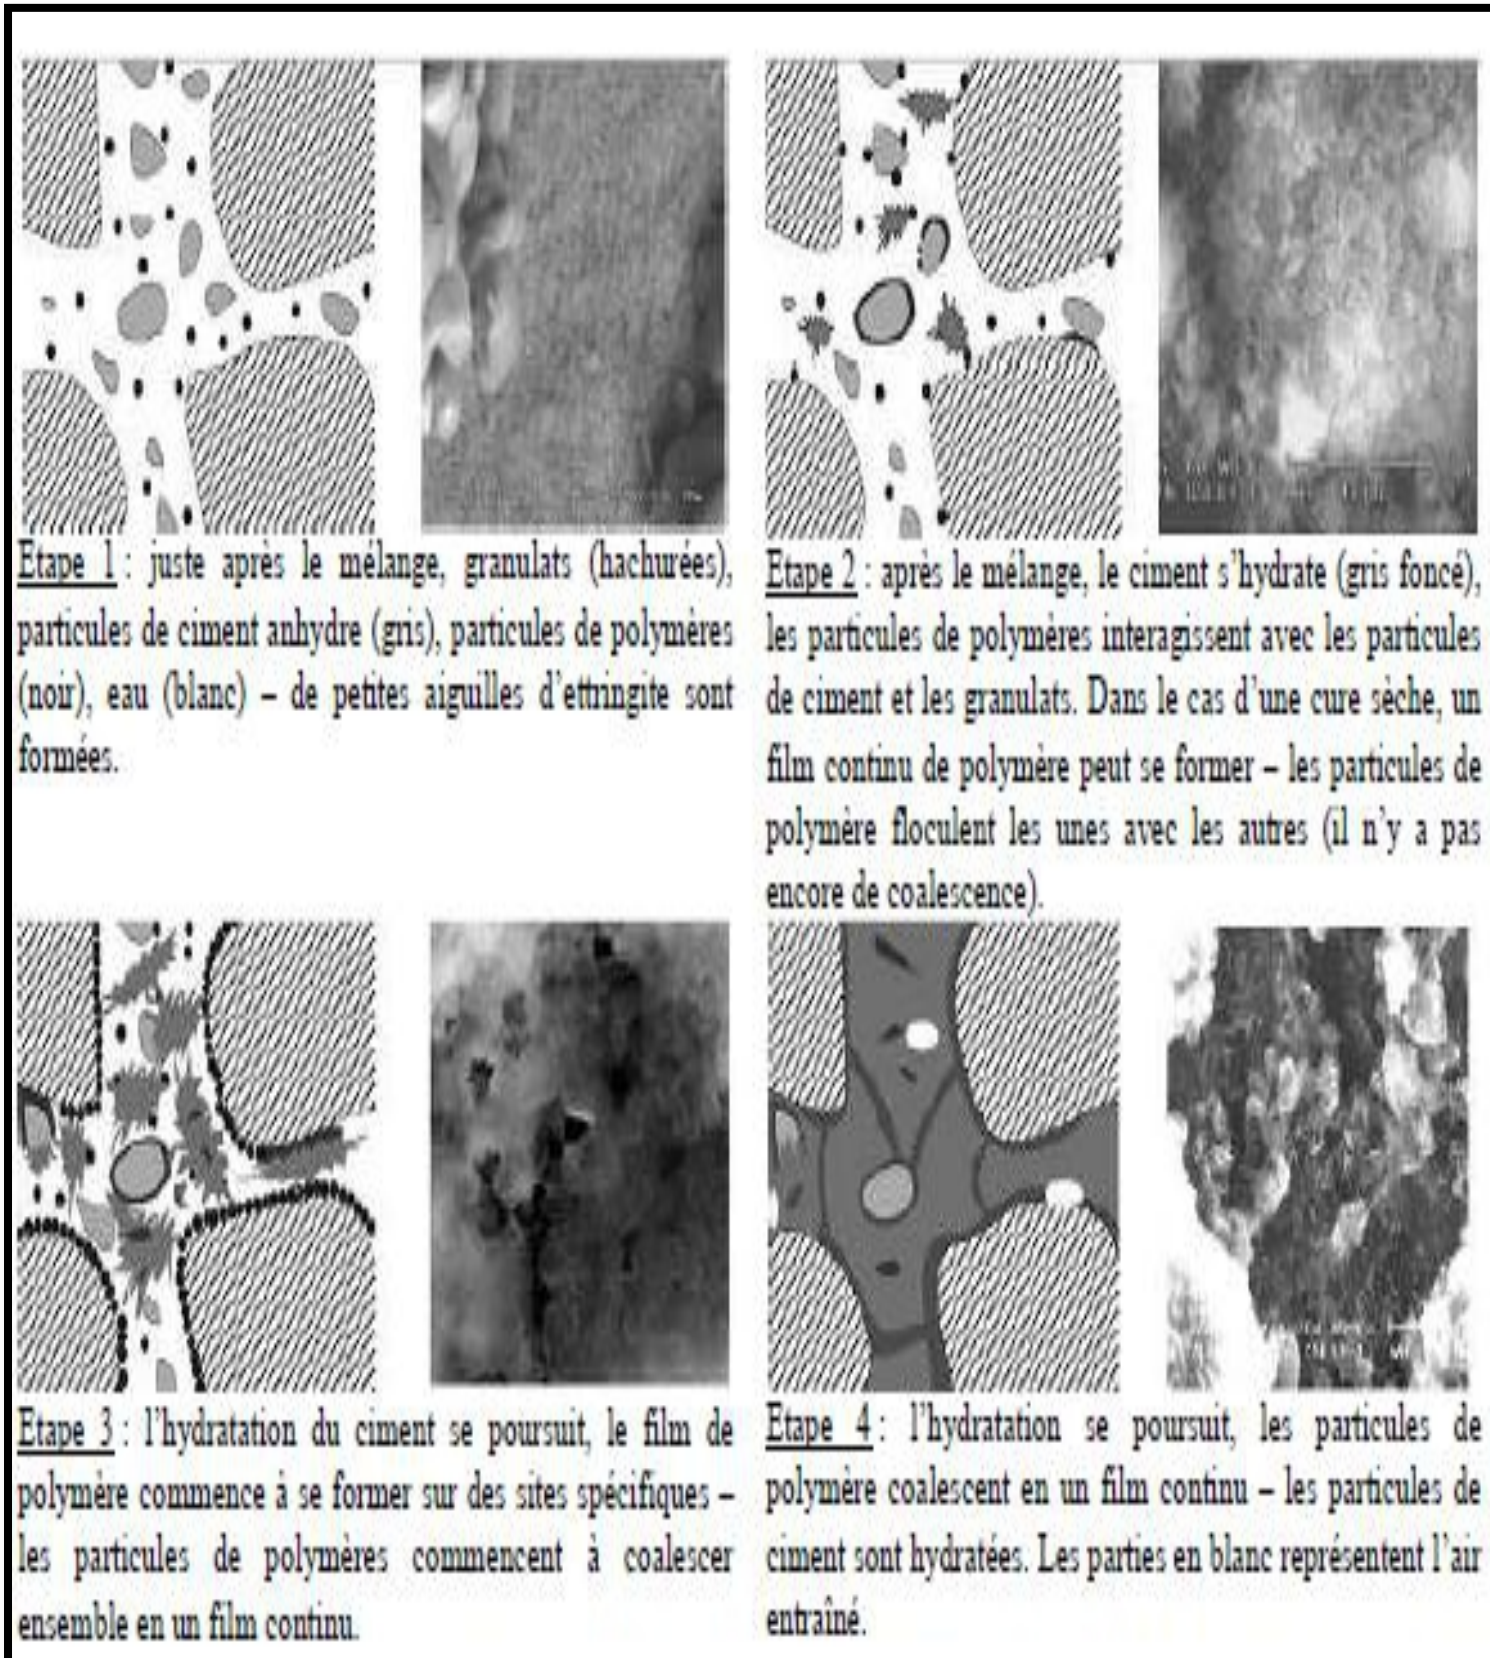 Etape 1 : juste après le mélange, granulats (hachurées),
particules de ciment anhydre (gris), particules de polymères
(noir), eau (blanc) – de petites aiguilles d’ettringite sont
formées.
Etape 2 : après le mélange, le ciment s’hydrate (gris foncé),
les particules de polymères interagissent avec les particules
de ciment et les granulats. Dans le cas d’une cure sèche, un
film continu de polymère peut se former – les particules de
polymère floculent les unes avec les autres (il n’y a pas
encore de coalescence).
Etape 3 : l’hydratation du ciment se poursuit, le film de
polymère commence à se former sur des sites spécifiques –
les particules de polymères commencent à coalescer
ensemble en un film continu.
Etape 4 : l’hydratation se poursuit, les particules de
polymère coalescent en un film continu – les particules de
ciment sont hydratées. Les parties en blanc représentent l’air
entraîné.